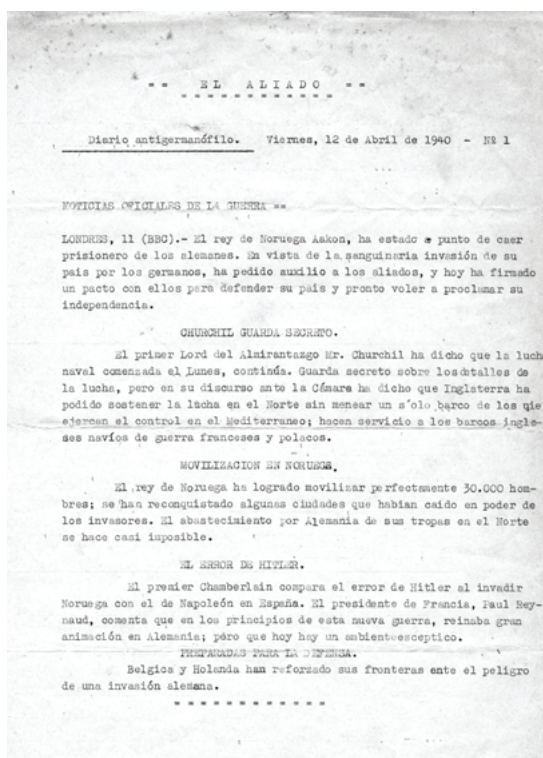 == EL ALIADO ==
= = = = = = = = = = = =
Diario antigermanófilo. Viernes, 12 de Abril de 1940 - Nº 1
NOTICIAS OFICIALES DE LA GUERRA ==
LONDRES, 11 (BBC).- El rey de Noruega Aakon, ha estado a punto de caer
prisionero de los alemanes. En vista de la sanguinaria invasión de su
pais por los germanos, ha pedido auxilio a los aliados, y hoy ha firmado
un pacto con ellos para defender su pais y pronto voler a proclamar su
independencia.
CHURCHIL GUARDA SECRETO.
El primer Lord del Almirantazgo Mr. Churchil ha dicho que la luch
naval comenzada el Lunes, continúa. Guarda secreto sobre los detalles de
la lucha, pero en su discurso ante la Cámara ha dicho que Inglaterra ha
podido sostener la lucha en el Norte sin menear un sólo barco de los qie
ejercen el control en el Mediterraneo; hacen servicio a los barcos ingle-
ses navíos de guerra franceses y polacos.
MOVILIZACION EN NORUEGA.
El rey de Noruega ha logrado movilizar perfectamente 30.000 hom-
bres; se han reconquistado algunas ciudades que habian caido en poder de
los invasores. El abastecimiento por Alemania de sus tropas en el Norte
se hace casi imposible.
EL ERROR DE HITLER.
El premier Chamberlain compara el error de Hitler al invadir
Noruega con el de Napoleón en España. El presidente de Francia, Paul Rey-
naud, comenta que en los principios de esta nueva guerra, reinaba gran
animación en Alemania; péro que hoy hay un ambiente esceptico.
PREPARADAS PARA LA DEFENSA.
Belgica y Holanda han reforzado sus fronteras ante el peligro
de una invasión alemana.
= = = = = = = = = = = =